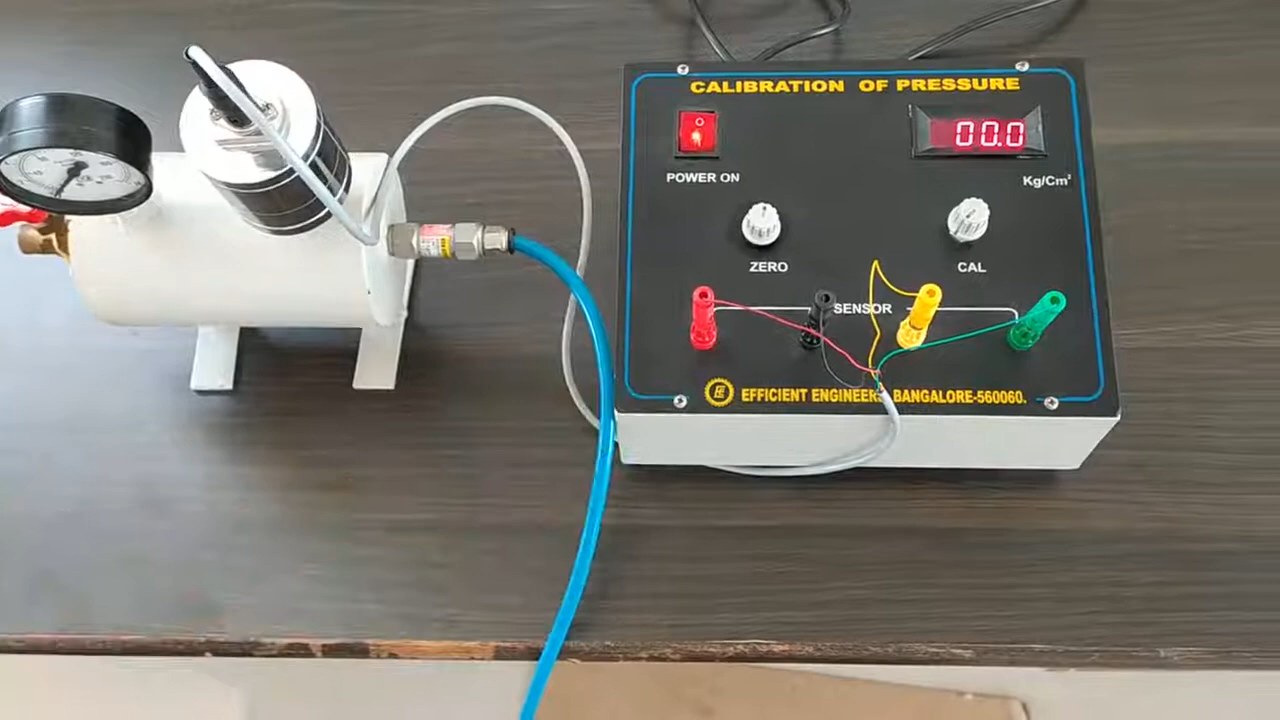 CALIBRATION OF PRESSURE
00.0
POWER ON
Kg/Cm²
ZERO
CAL
SENSOR
EFFICIENT ENGINEERS BANGALORE-560060.